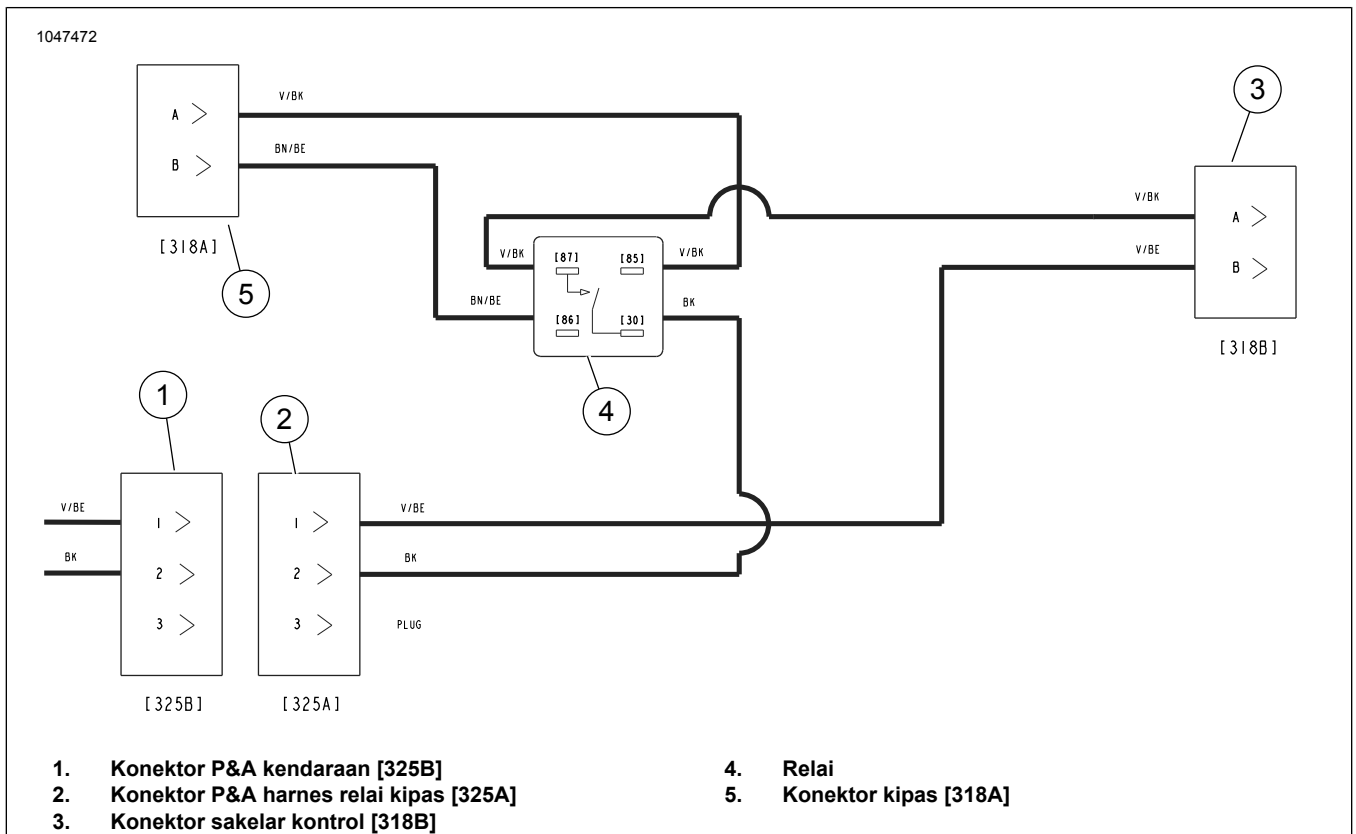 1047472
A
B
V/BK
BN/BE
[318A]
5
3
V/BK
V/BE
A
B
[318B]
V/BK
[87]
[85]
V/BK
BN/BE
[86]
[30]
BK
4
1
2
V/BE
BK
1
2
3
[325B]
1
2
3
V/BE
BK
PLUG
[325A]
1. Konektor P&A kendaraan [325B]
2. Konektor P&A harnes relai kipas [325A]
3. Konektor sakelar kontrol [318B]
4. Relai
5. Konektor kipas [318A]